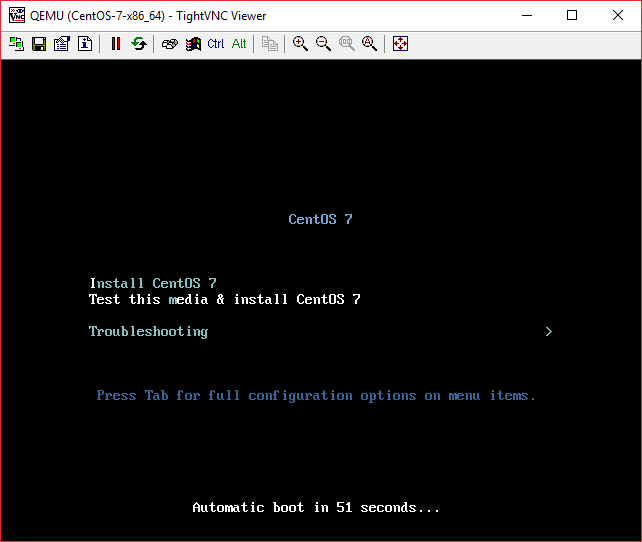 QEMU (CentOS-7-x86_64) - TightVNC Viewer
Ctrl Alt
CentOS 7
Install CentOS 7
Test this media & install CentOS 7
Troubleshooting >
Press Tab for full configuration options on menu items.
Automatic boot in 51 seconds...